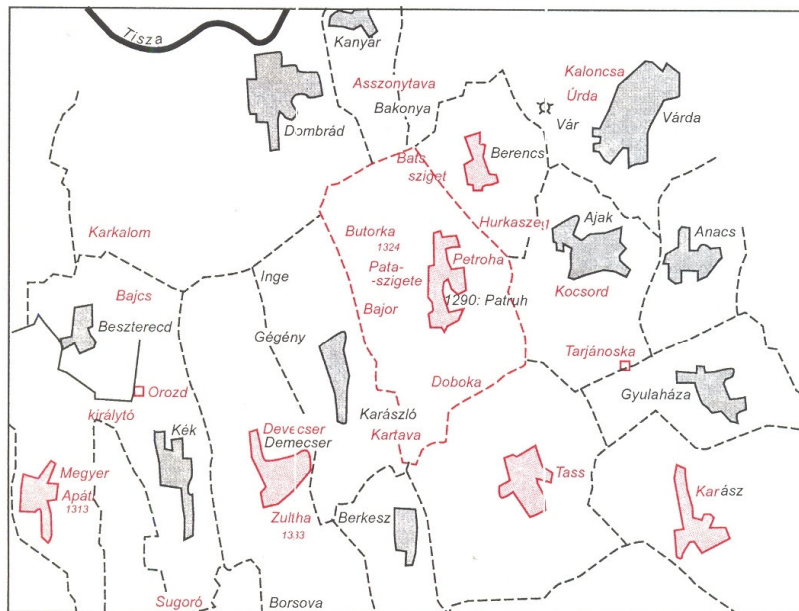 Tisza
Kanyár
Asszonytava
Bakonya
Kaloncsa
Úrda
Vár
Várda
Dombrád
Bats
sziget
Berencs
Karkalom
Butorka
1324
Hurkaszeg
Ajak
Anacs
Petroha
Pata-
-szigete
Inge
Bajcs
Bajor
1290: Patruh
Kocsord
Beszterecd
Gégény
Tarjánoska
Orozd
Doboka
Gyulaháza
királytó
Karászló
Kartava
Kék
Devecser
Demecser
Megyer
Apáti
1313
Tass
Karász
Zultha
1333
Berkesz
Sugoró
Borsova